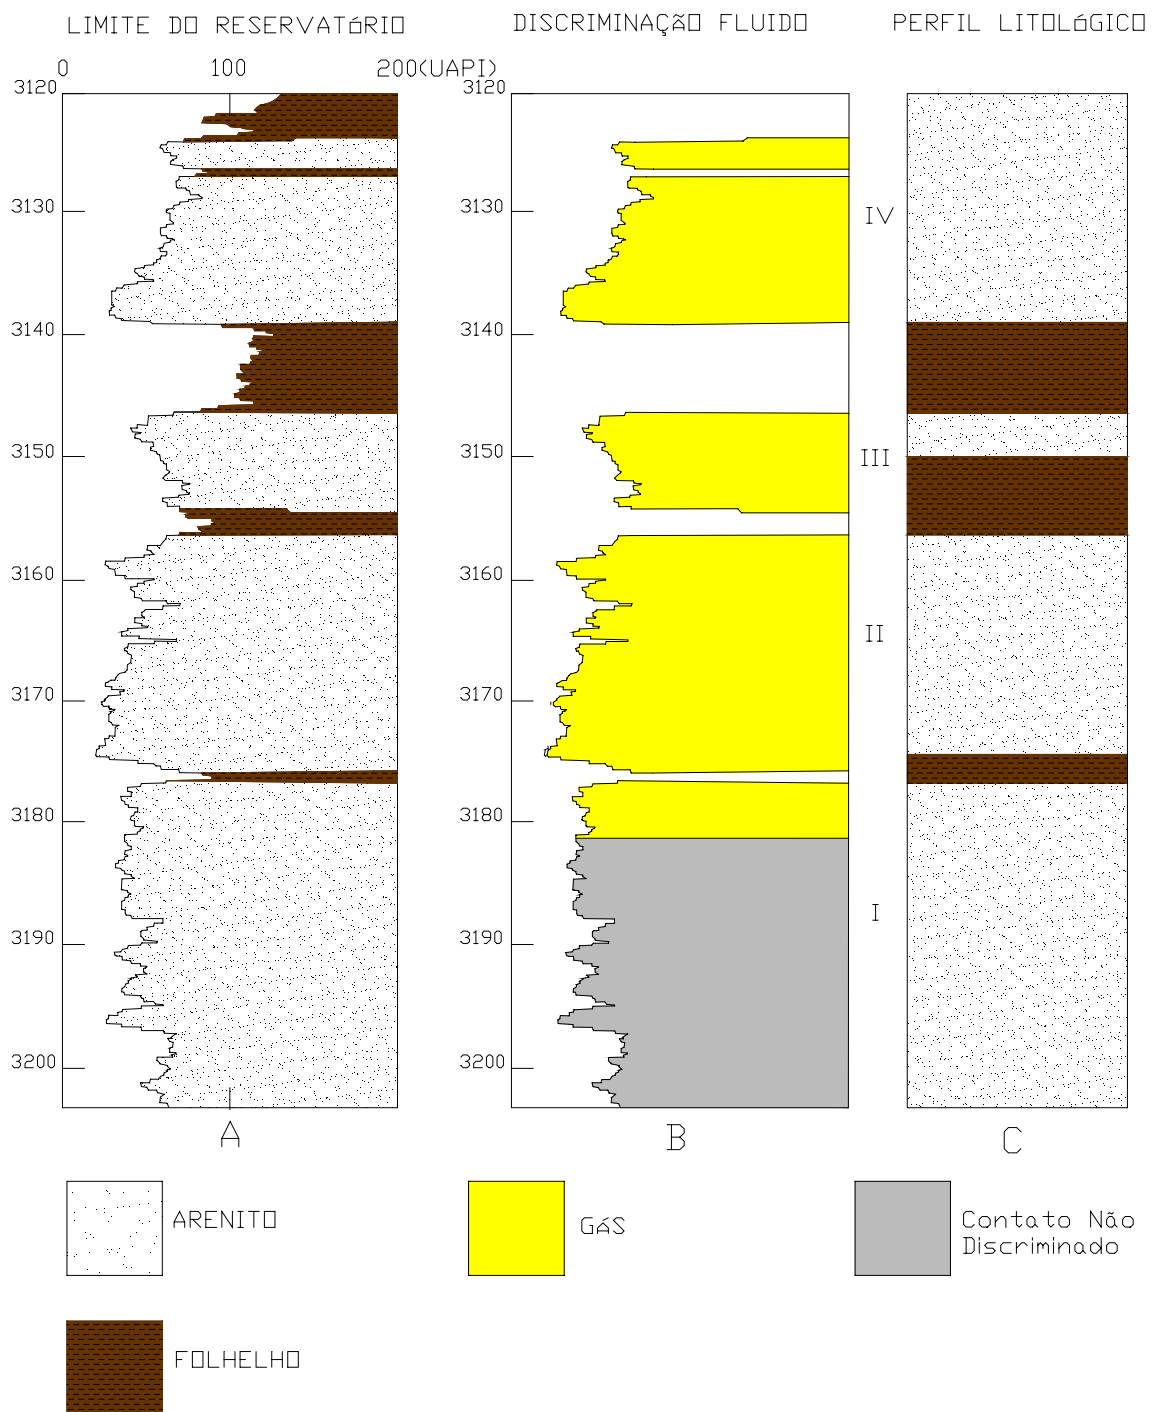 LIMITE DO RESERVATóRIO
DISCRIMINAÇãO FLUIDO
PERFIL LITOLóGICO
0 100 200(UAPI)
3120
3130
3140
3150
3160
3170
3180
3190
3200
3120
3130
3140
3150
3160
3170
3180
3190
3200
IV
III
II
I
A
B
C
ARENITO
GáS
Contato Não
Discriminado
FOLHELHO